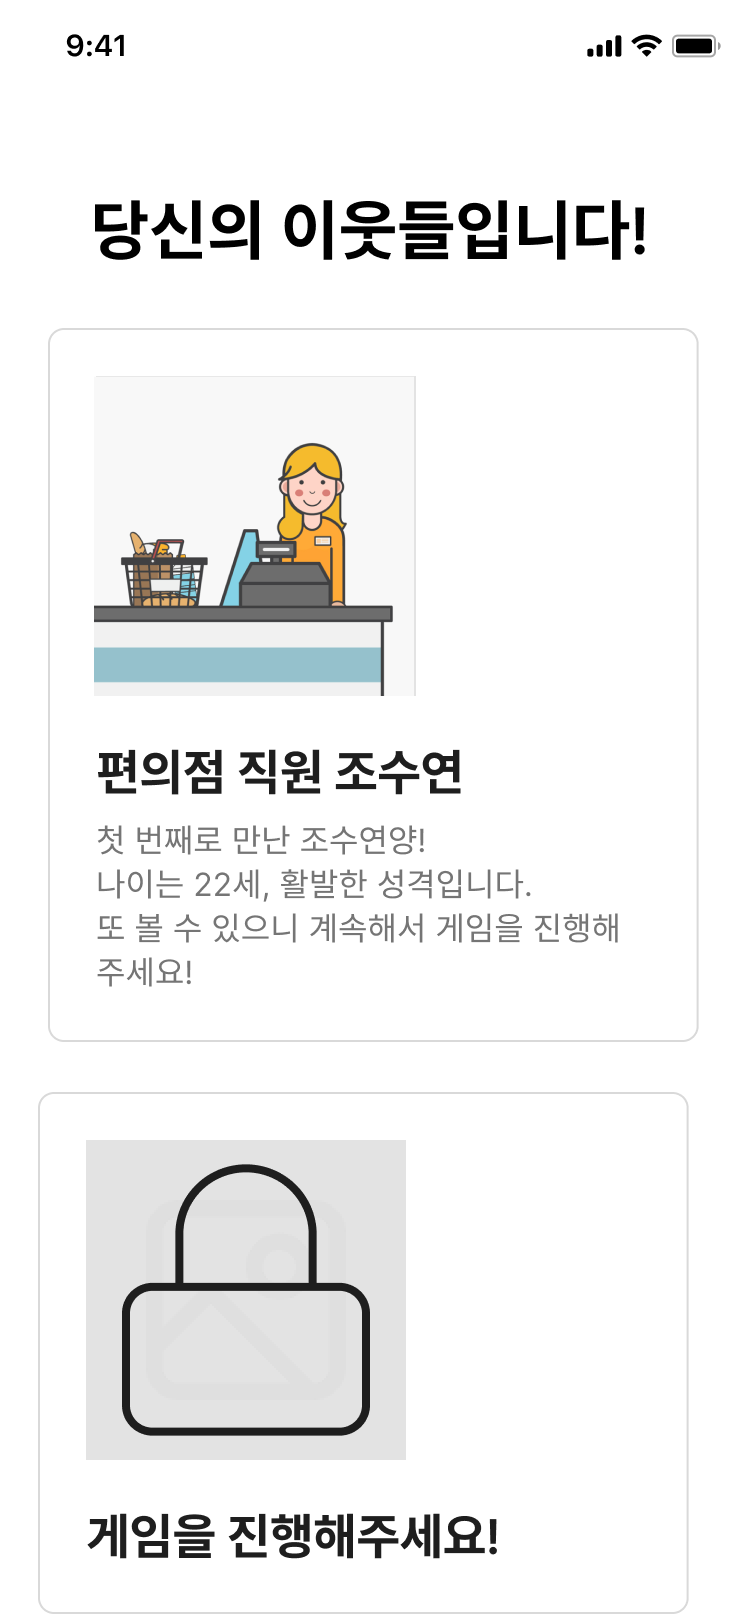 9:41
당신의 이웃들입니다!
편의점 직원 조수연
첫 번째로 만난 조수연양!
나이는 22세, 활발한 성격입니다.
또 볼 수 있으니 계속해서 게임을 진행해
주세요!
게임을 진행해주세요!